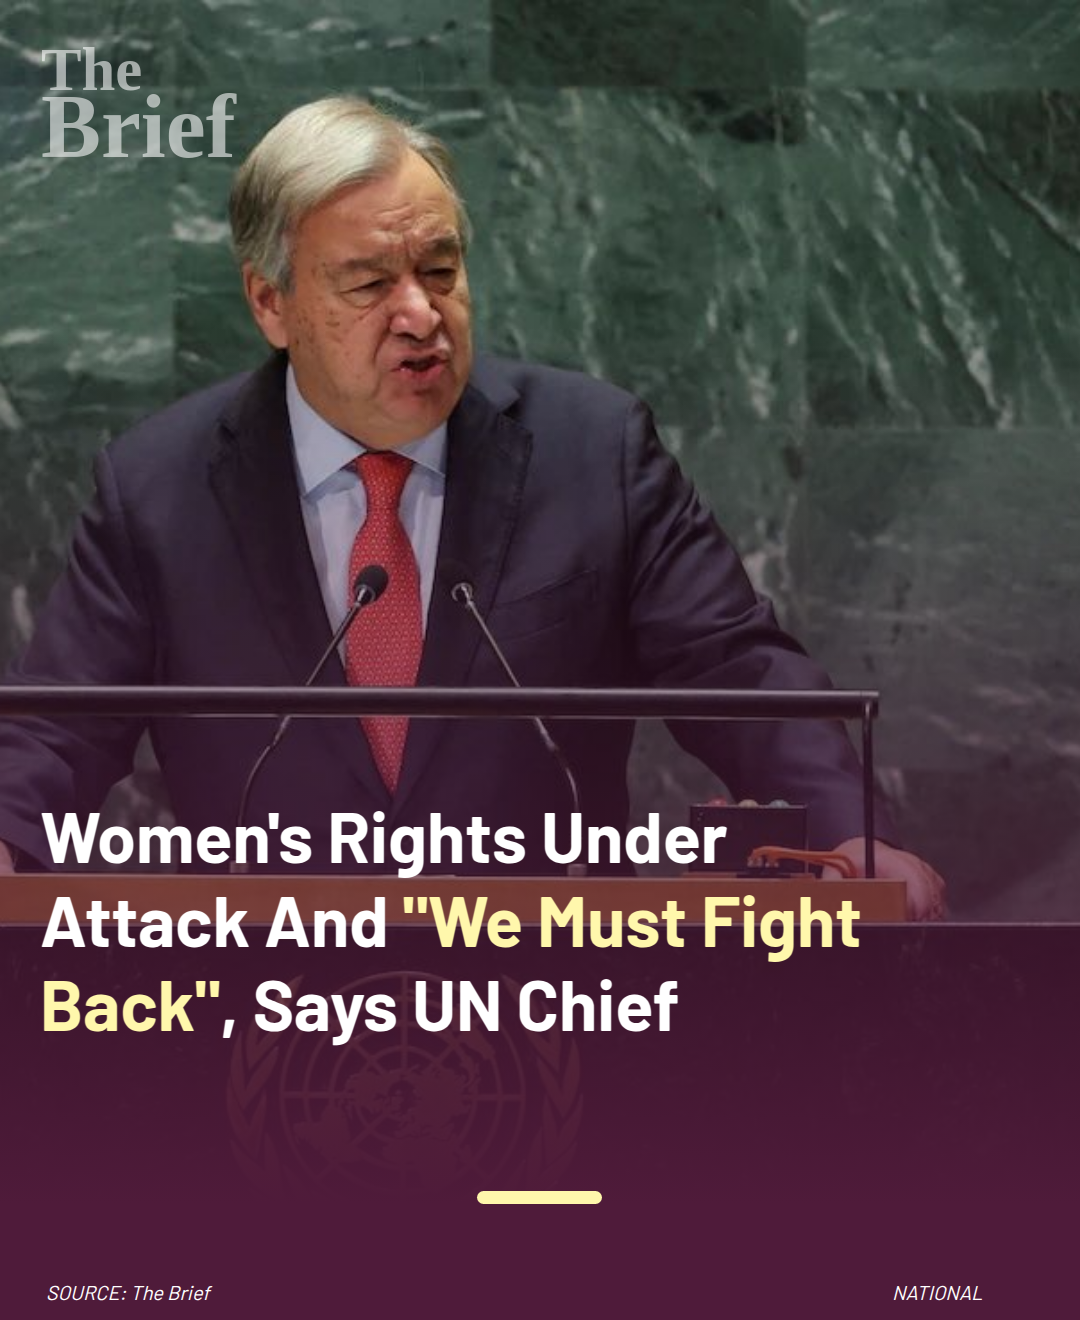 The
Brief
Women's Rights Under
Attack And "We Must Fight
Back", Says UN Chief
SOURCE: The Brief
NATIONAL